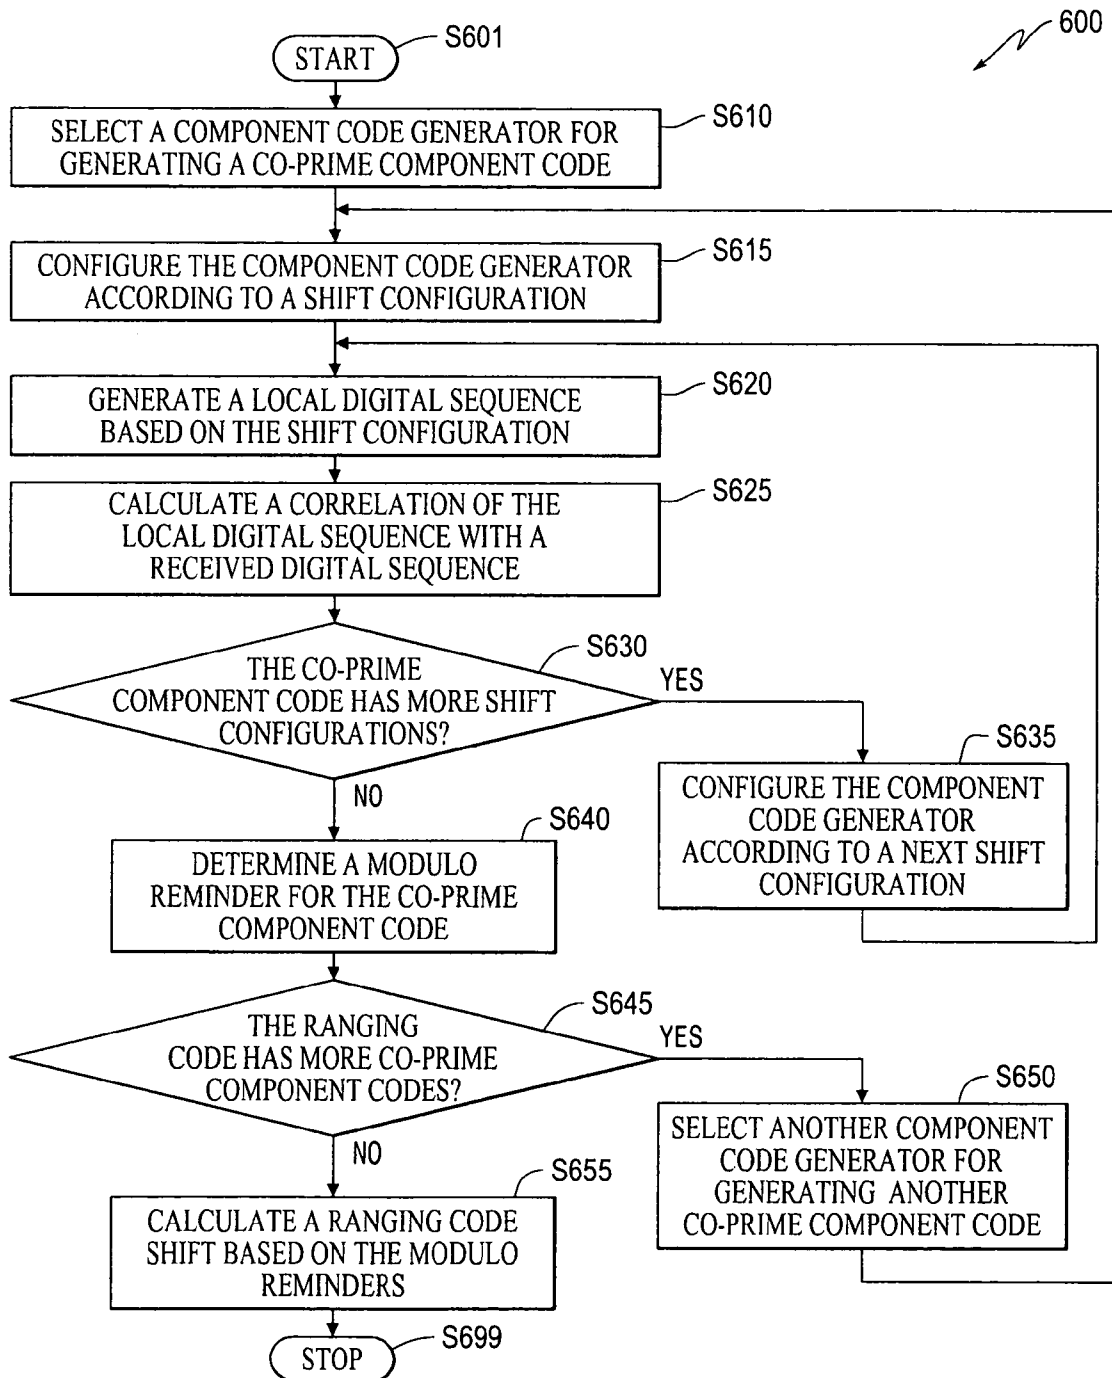 600
START
S601
SELECT A COMPONENT CODE GENERATOR FOR
GENERATING A CO-PRIME COMPONENT CODE
S610
CONFIGURE THE COMPONENT CODE GENERATOR
ACCORDING TO A SHIFT CONFIGURATION
S615
GENERATE A LOCAL DIGITAL SEQUENCE
BASED ON THE SHIFT CONFIGURATION
S620
CALCULATE A CORRELATION OF THE
LOCAL DIGITAL SEQUENCE WITH A
RECEIVED DIGITAL SEQUENCE
S625
THE CO-PRIME
COMPONENT CODE HAS MORE SHIFT
CONFIGURATIONS?
S630
YES
NO
CONFIGURE THE COMPONENT
CODE GENERATOR
ACCORDING TO A NEXT SHIFT
CONFIGURATION
S635
DETERMINE A MODULO
REMINDER FOR THE CO-PRIME
COMPONENT CODE
S640
THE RANGING
CODE HAS MORE CO-PRIME
COMPONENT CODES?
S645
YES
NO
SELECT ANOTHER COMPONENT
CODE GENERATOR FOR
GENERATING ANOTHER
CO-PRIME COMPONENT CODE
S650
CALCULATE A RANGING CODE
SHIFT BASED ON THE MODULO
REMINDERS
S655
STOP
S699